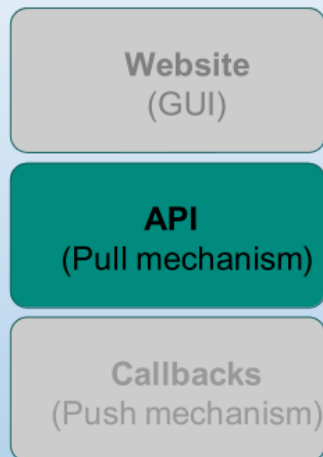 Website
(GUI)
API
(Pull mechanism)
Callbacks
(Push mechanism)